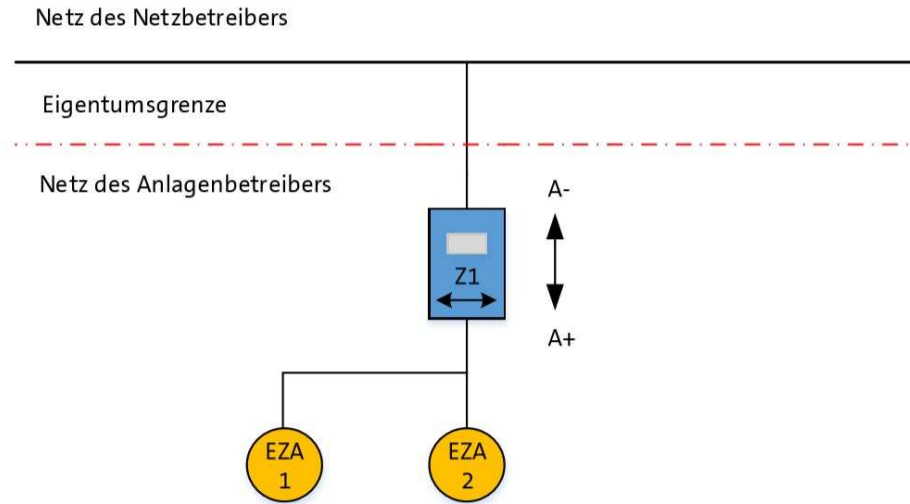 Netz des Netzbetreibers
Eigentumsgrenze
Netz des Anlagenbetreibers
A-
Z1
A+
EZA
1
EZA
2